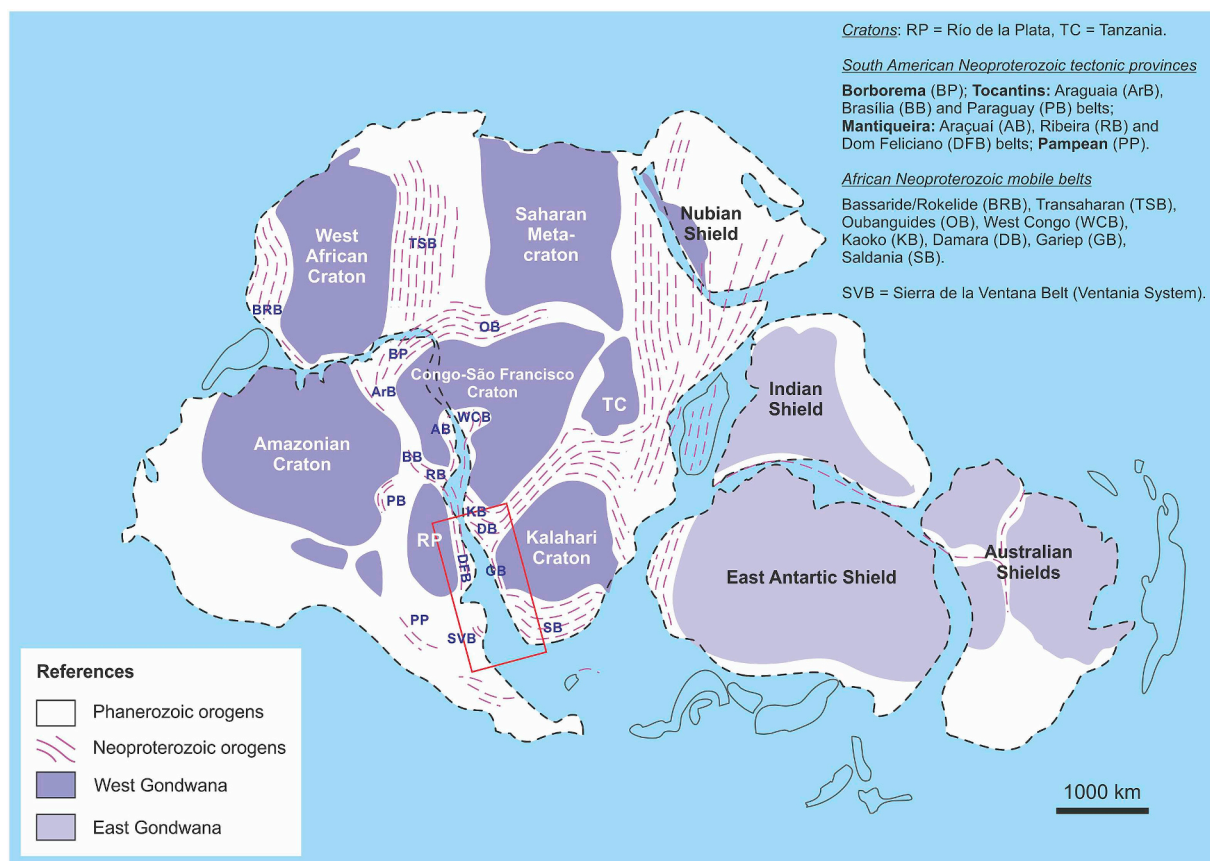 Cratons: RP = Río de la Plata, TC = Tanzania.
South American Neoproterozoic tectonic provinces
Borborema (BP); Tocantins: Araguaia (ArB),
Brasília (BB) and Paraguay (PB) belts;
Mantiqueira: Araçuaí (AB), Ribeira (RB) and
Dom Feliciano (DFB) belts; Pampean (PP).
African Neoproterozoic mobile belts
Bassaride/Rokelide (BRB), Transaharan (TSB),
Oubanguides (OB), West Congo (WCB),
Kaoko (KB), Damara (DB), Gariep (GB),
Saldania (SB).
SVB = Sierra de la Ventana Belt (Ventania System).
West
African
Craton
TSB
Saharan
Meta-
craton
Nubian
Shield
BRB
OB
BP
Congo-São Francisco
Craton
ArB
TC
WCB
AB
Indian
Shield
Amazonian
Craton
BB
RB
PB
KB
DB
RP
Kalahari
Craton
DFB
GB
East Antartic Shield
Australian
Shields
PP
SVB
SB
References
Phanerozoic orogens
Neoproterozoic orogens
West Gondwana
East Gondwana
1000 km